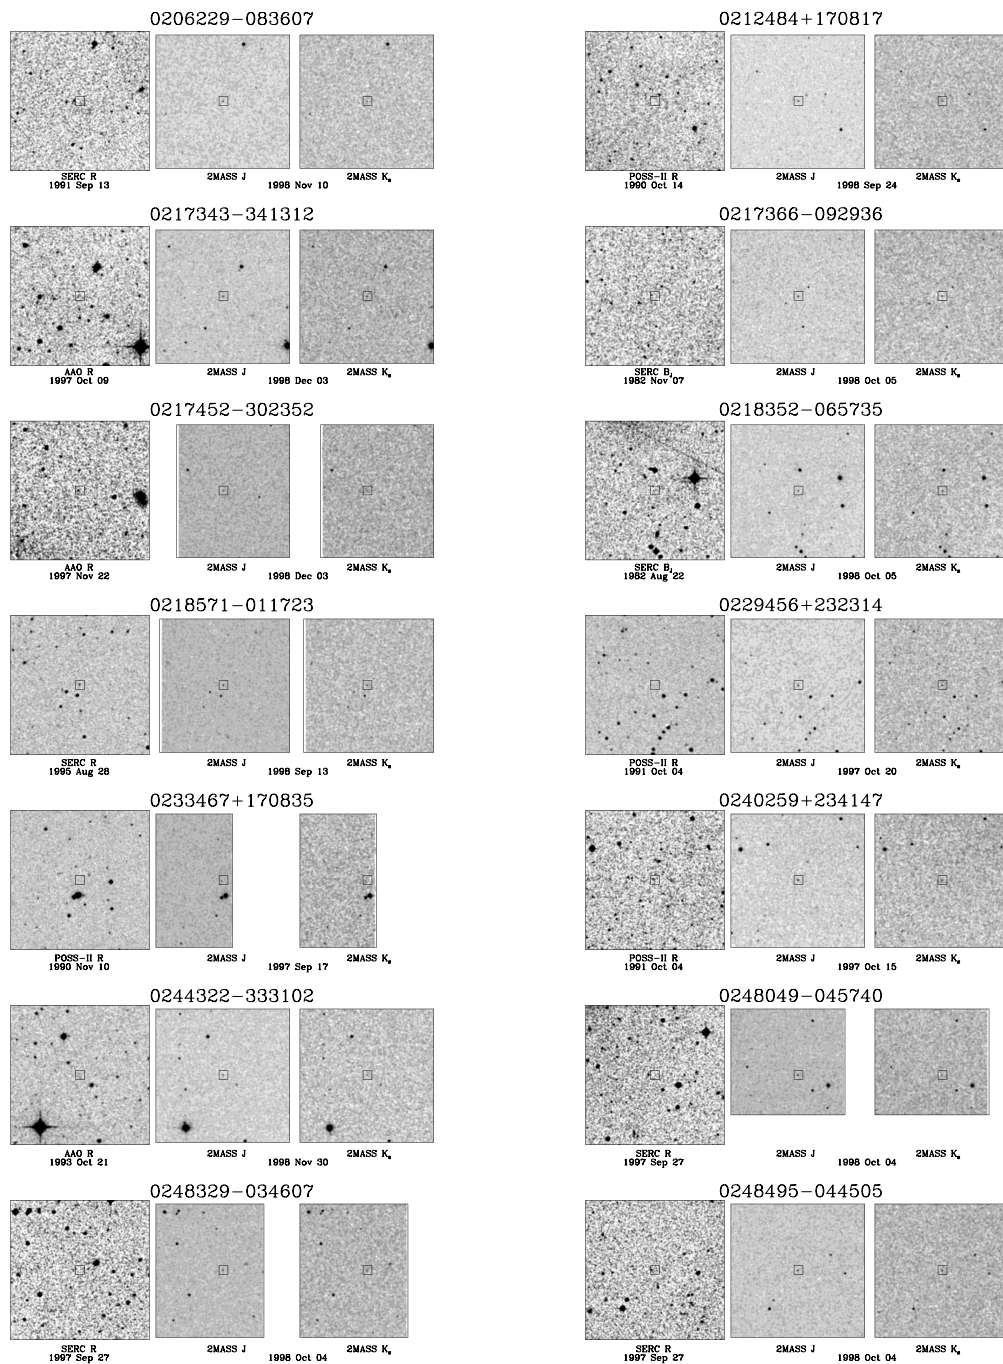 0206229−083607
SERC R
1991 Sep 13
2MASS J
1998 Nov 10
2MASS Ks
0212484+170817
POSS−II R
1990 Oct 14
2MASS J
1998 Sep 24
2MASS Ks
0217343−341312
AAO R
1997 Oct 09
2MASS J
1998 Dec 03
2MASS Ks
0217366−092936
SERC BJ
1982 Nov 07
2MASS J
1998 Oct 05
2MASS Ks
0217452−302352
AAO R
1997 Nov 22
2MASS J
1998 Dec 03
2MASS Ks
0218352−065735
SERC BJ
1982 Aug 22
2MASS J
1998 Oct 05
2MASS Ks
0218571−011723
SERC R
1995 Aug 28
2MASS J
1998 Sep 13
2MASS Ks
0229456+232314
POSS−II R
1991 Oct 04
2MASS J
1997 Oct 20
2MASS Ks
0233467+170835
POSS−II R
1990 Nov 10
2MASS J
1997 Sep 17
2MASS Ks
0240259+234147
POSS−II R
1991 Oct 04
2MASS J
1997 Oct 15
2MASS Ks
0244322−333102
AAO R
1993 Oct 21
2MASS J
1998 Nov 30
2MASS Ks
0248049−045740
SERC R
1997 Sep 27
2MASS J
1998 Oct 04
2MASS Ks
0248329−034607
SERC R
1997 Sep 27
2MASS J
1998 Oct 04
2MASS Ks
0248495−044505
SERC R
1997 Sep 27
2MASS J
1998 Oct 04
2MASS Ks